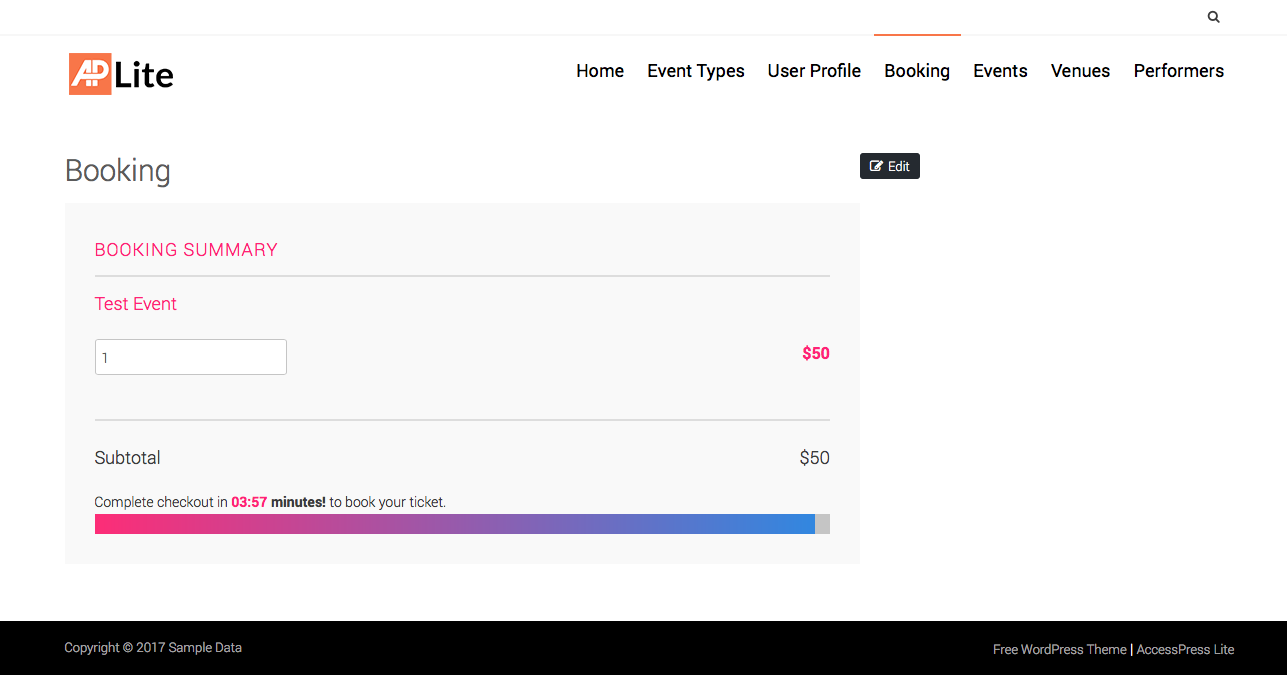 AP Lite
Home Event Types User Profile Booking Events Venues Performers
Booking
Edit
BOOKING SUMMARY
Test Event
1
$50
Subtotal
$50
Complete checkout in 03:57 minutes! to book your ticket.
Copyright © 2017 Sample Data
Free WordPress Theme | AccessPress Lite